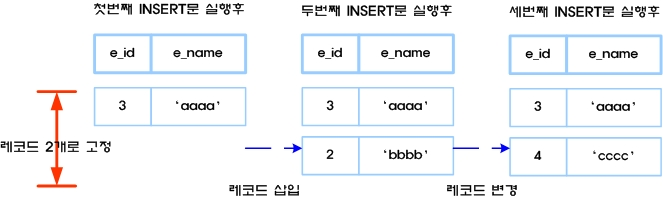 첫번째 INSERT문 실행후 두번째 INSERT문 실행후 세번째 INSERT문 실행후
e_id e_name e_id e_name e_id e_name
3 ‘aaaa’ 3 ‘aaaa’ 3 ‘aaaa’
레코드 2개로 고정
2 ‘bbbb’ 4 ‘cccc’
레코드 삽입 레코드 변경